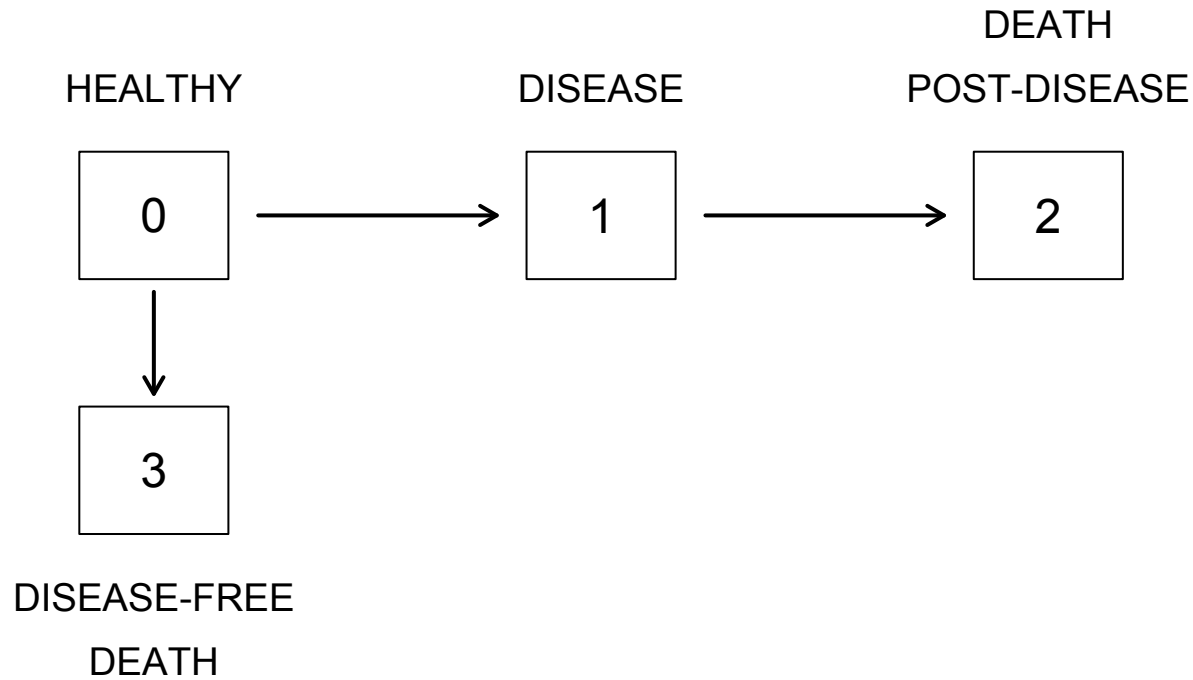 DEATH
HEALTHY
DISEASE
POST-DISEASE
0
1
2
3
DISEASE-FREE
DEATH